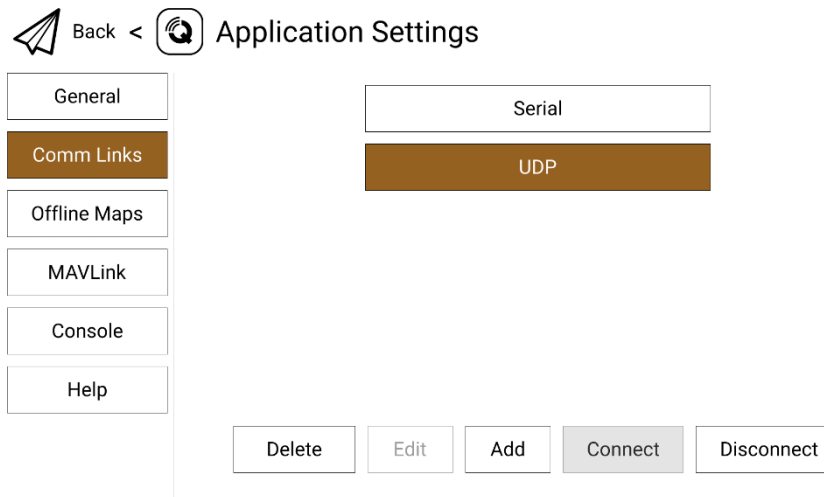 Back < Application Settings
General
Comm Links
Offline Maps
MAVLink
Console
Help
Serial
UDP
Delete Edit Add Connect Disconnect